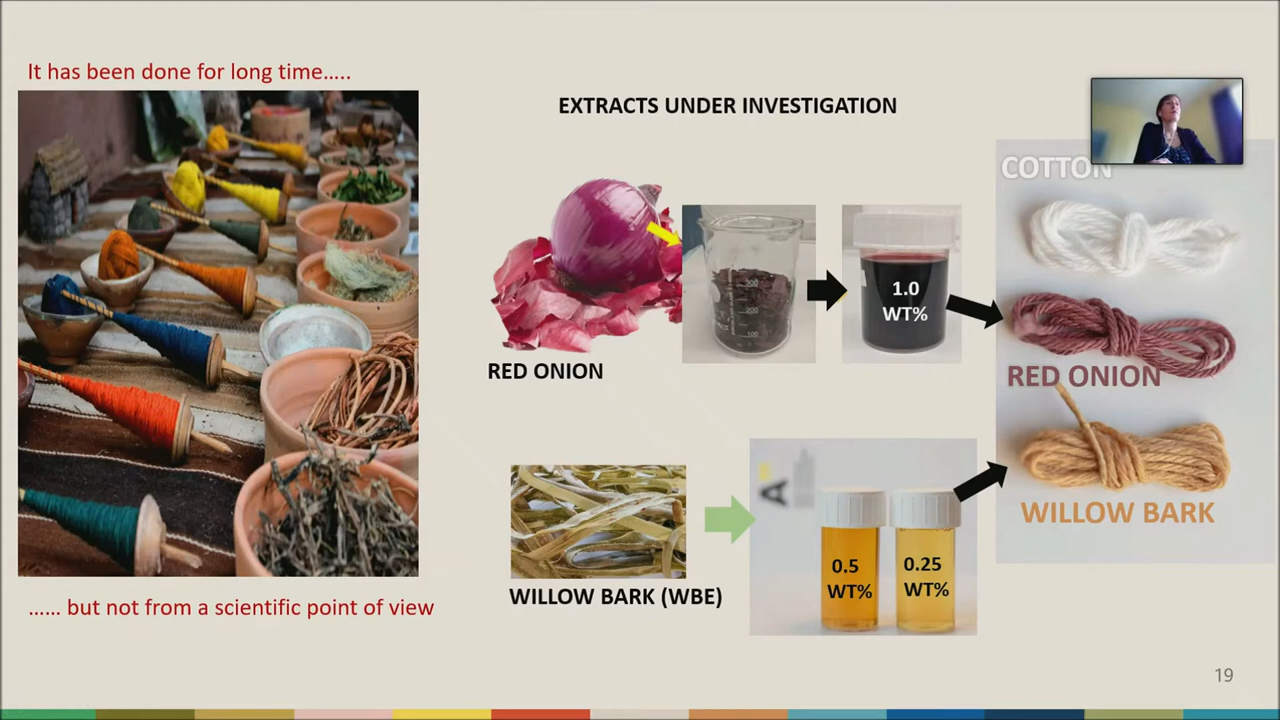 It has been done for long time…..
EXTRACTS UNDER INVESTIGATION
COTTON
1.0
WT%
RED ONION
RED ONION
WILLOW BARK
A
0.5
WT%
0.25
WT%
WILLOW BARK (WBE)
…… but not from a scientific point of view
19